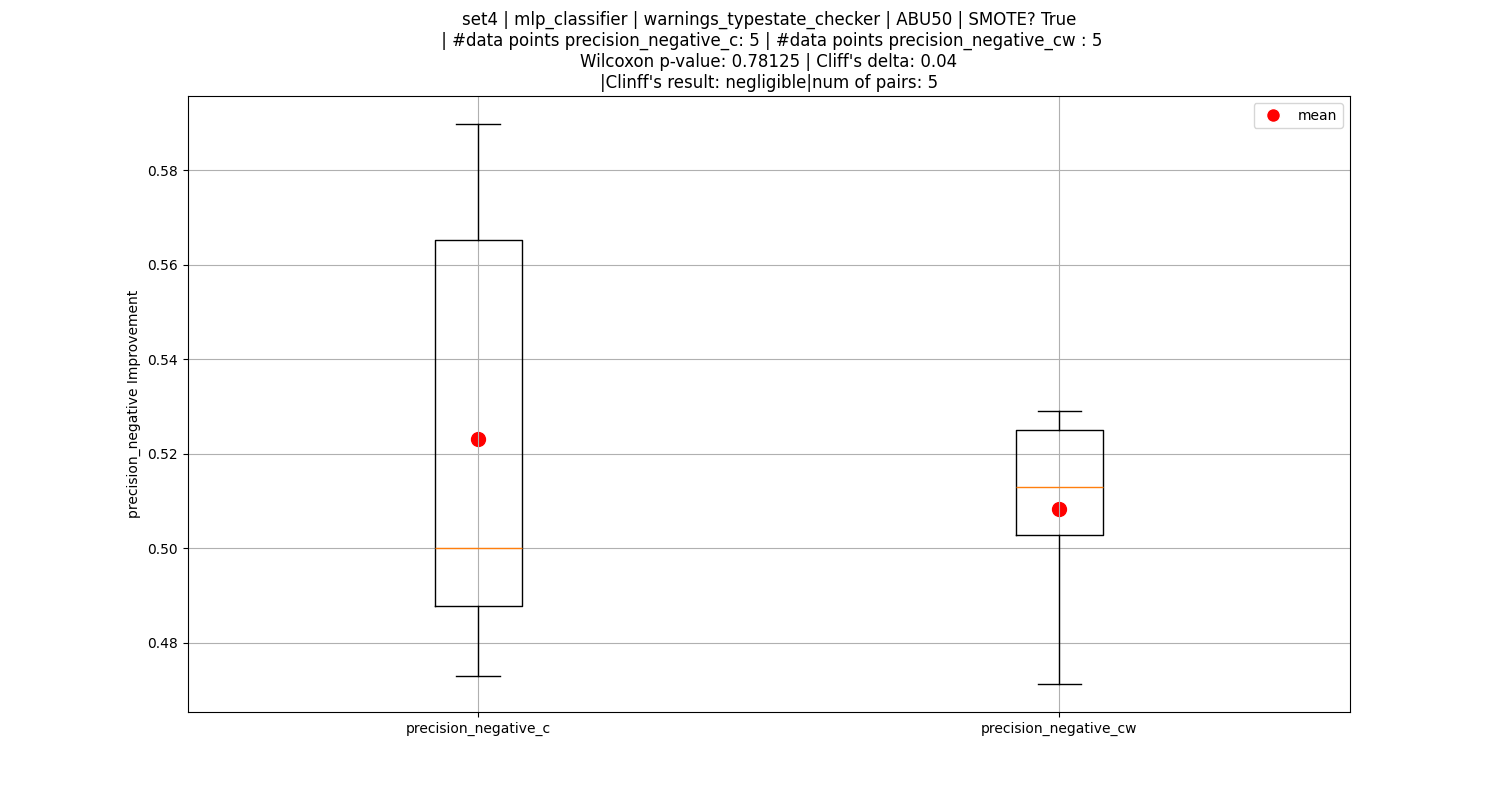 set4 | mlp_classifier | warnings_typestate_checker | ABU50 | SMOTE? True
| #data points precision_negative_c: 5 | #data points precision_negative_cw : 5
Wilcoxon p-value: 0.78125 | Cliff's delta: 0.04
|Clinff's result: negligible|num of pairs: 5
mean
0.58
0.56
0.54
0.52
0.50
0.48
precision_negative Improvement
precision_negative_c
precision_negative_cw